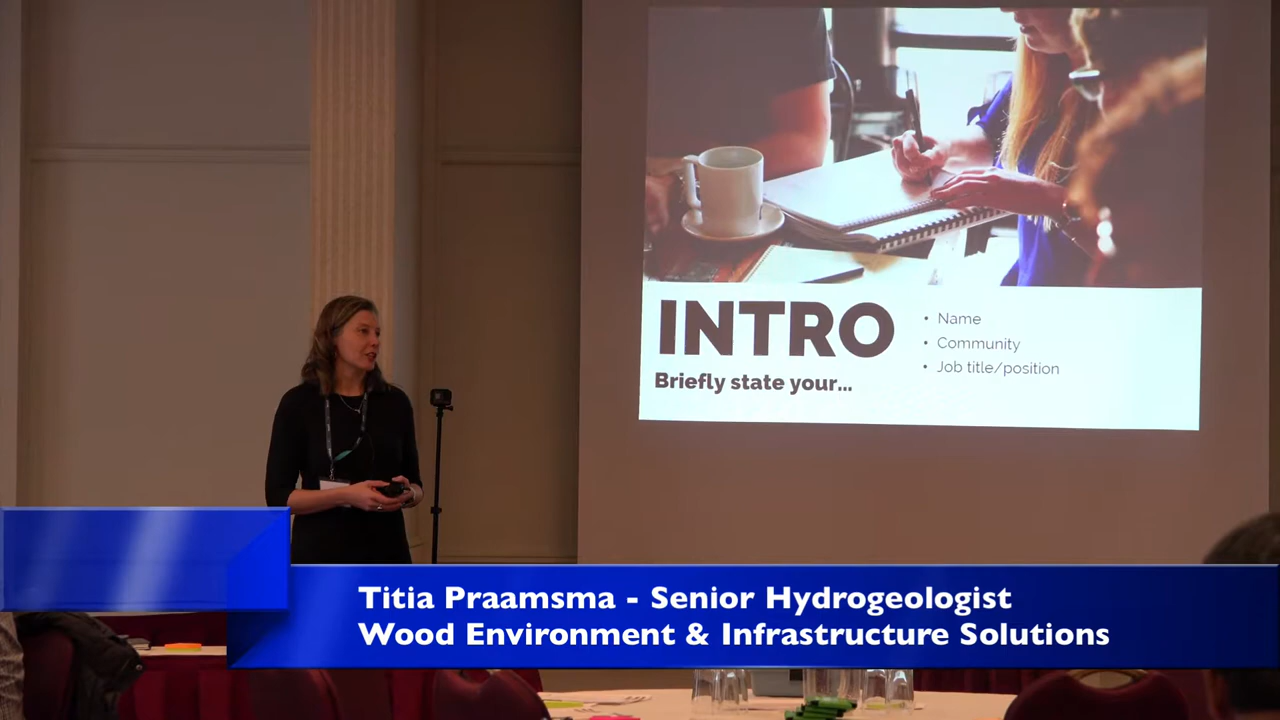 INTRO
Briefly state your...
• Name
• Community
• Job title/position
Titia Praamsma - Senior Hydrogeologist
Wood Environment & Infrastructure Solutions